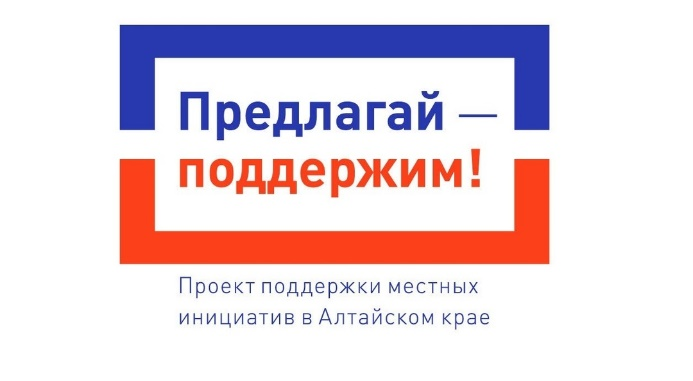 Предлагай —
поддержим!
Проект поддержки местных
инициатив в Алтайском крае